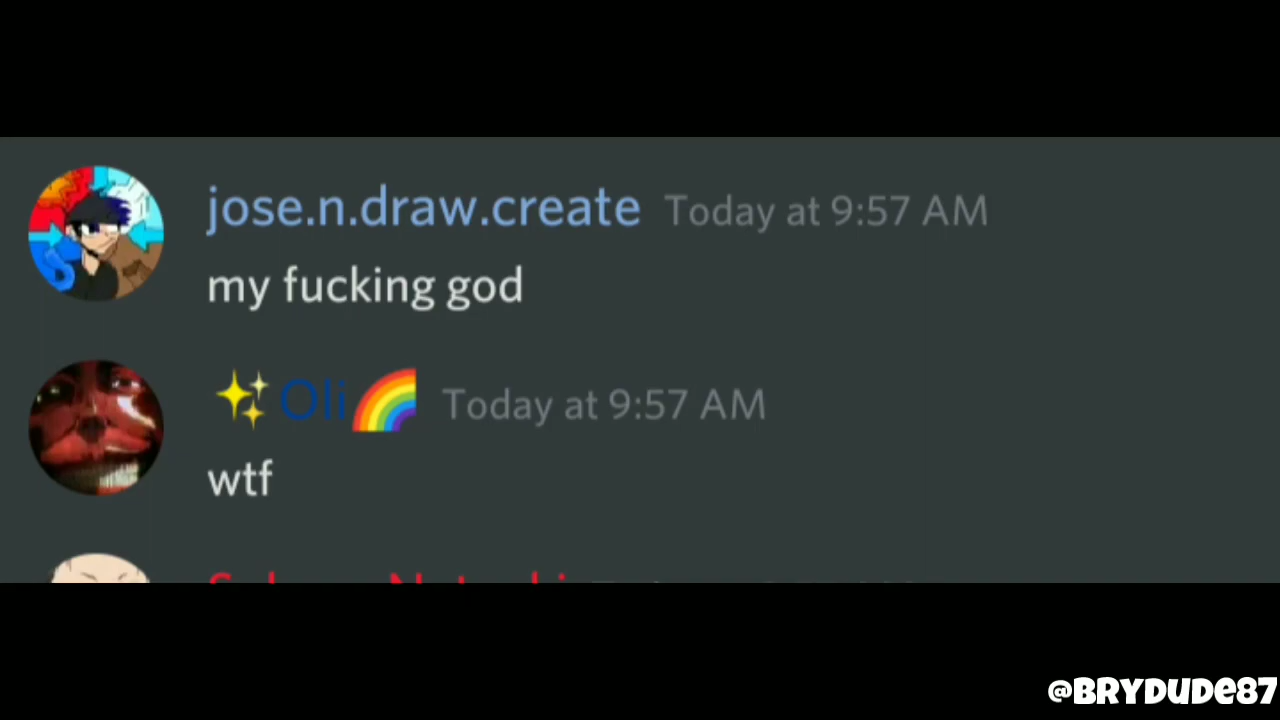 jose.n.draw.create Today at 9:57 AM
my fucking god
✨Oli🌈 Today at 9:57 AM
wtf
@BRYDUDE87